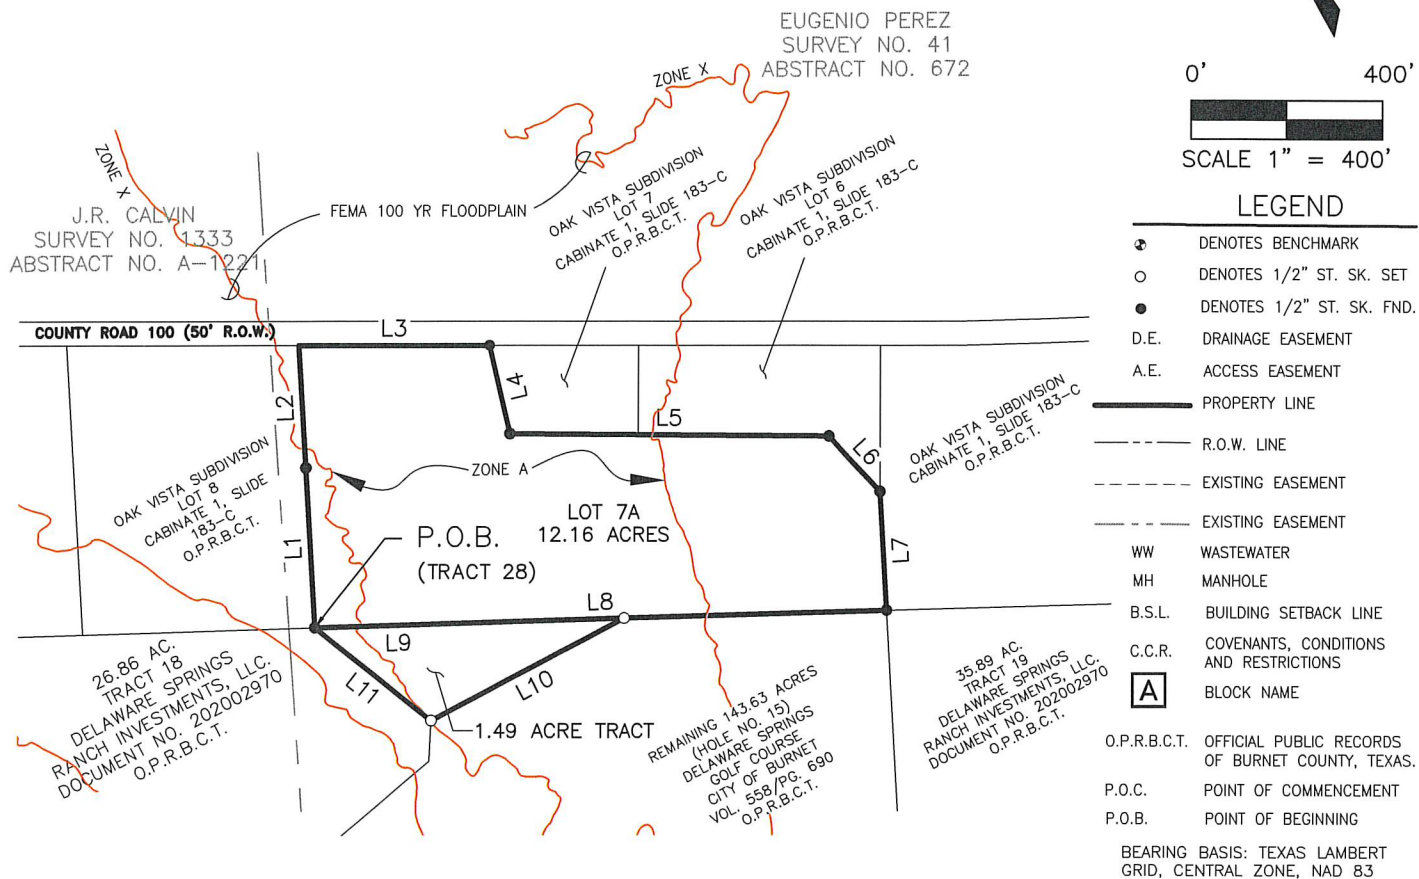 EUGENIO PEREZ
SURVEY NO. 41
ABSTRACT NO. 672
ZONE X
0' 400'
SCALE 1" = 400'
ZONE X
J.R. CALVIN
SURVEY NO. 1333
ABSTRACT NO. A-1221
FEMA 100 YR FLOODPLAIN
OAK VISTA SUBDIVISION
LOT 7
CABINATE 1, SLIDE 183-C
O.P.R.B.C.T.
OAK VISTA SUBDIVISION
LOT 6
CABINATE 1, SLIDE 183-C
O.P.R.B.C.T.
COUNTY ROAD 100 (50' R.O.W.)
L3
L2
L4
L5
L6
OAK VISTA SUBDIVISION
CABINATE 1, SLIDE 183-C
O.P.R.B.C.T.
OAK VISTA SUBDIVISION
LOT 8
CABINATE 1, SLIDE
183-C
O.P.R.B.C.T.
ZONE A
LOT 7A
12.16 ACRES
P.O.B.
(TRACT 28)
L1
L7
L8
L9
L10
L11
1.49 ACRE TRACT
26.86 AC.
TRACT 18
DELAWARE SPRINGS
RANCH INVESTMENTS, LLC.
DOCUMENT NO. 202002970
O.P.R.B.C.T.
REMAINING 143.63 ACRES
(HOLE NO. 15)
DELAWARE SPRINGS
GOLF COURSE
CITY OF BURNET
VOL. 558/PG. 690
O.P.R.B.C.T.
35.89 AC.
TRACT 19
DELAWARE SPRINGS
RANCH INVESTMENTS, LLC.
DOCUMENT NO. 202002970
O.P.R.B.C.T.
LEGEND
DENOTES BENCHMARK
DENOTES 1/2" ST. SK. SET
DENOTES 1/2" ST. SK. FND.
D.E. DRAINAGE EASEMENT
A.E. ACCESS EASEMENT
PROPERTY LINE
R.O.W. LINE
EXISTING EASEMENT
EXISTING EASEMENT
WW WASTEWATER
MH MANHOLE
B.S.L. BUILDING SETBACK LINE
C.C.R. COVENANTS, CONDITIONS
AND RESTRICTIONS
A BLOCK NAME
O.P.R.B.C.T. OFFICIAL PUBLIC RECORDS
OF BURNET COUNTY, TEXAS.
P.O.C. POINT OF COMMENCEMENT
P.O.B. POINT OF BEGINNING
BEARING BASIS: TEXAS LAMBERT
GRID, CENTRAL ZONE, NAD 83